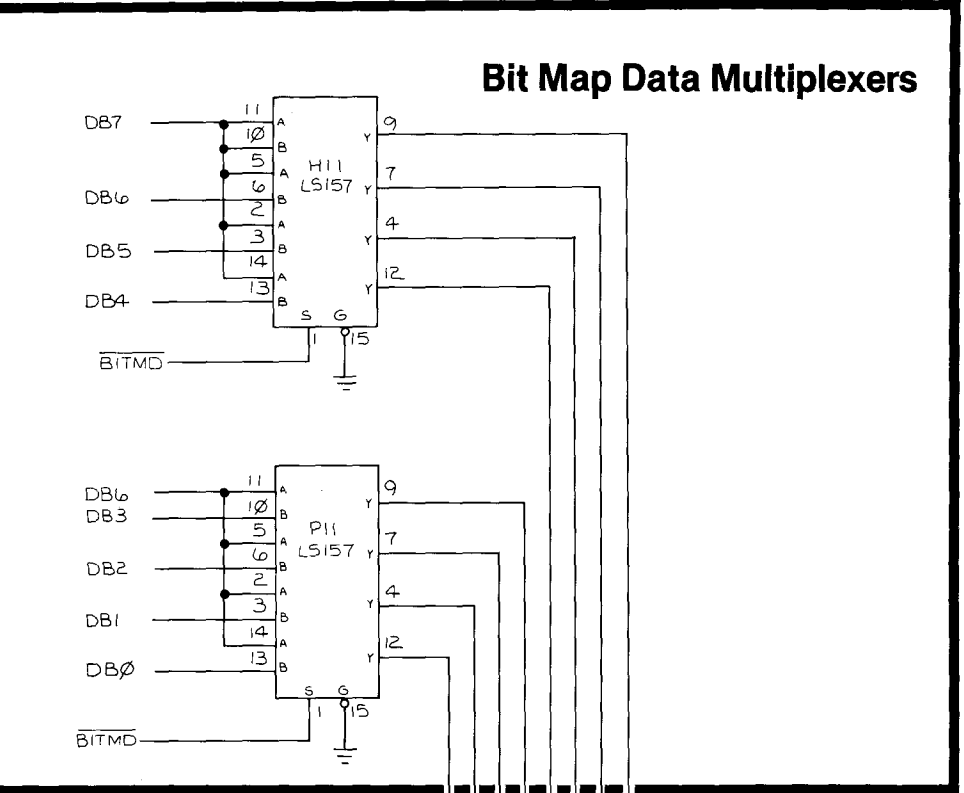 Bit Map Data Multiplexers
DB7
11
A
9
Y
10
B
5
A
H11
LS157
7
Y
DB6
6
B
2
A
4
Y
DB5
3
B
14
A
12
Y
DB4
13
B
S G
1 15
BITMD
DB6
11
A
9
Y
DB3
10
B
5
A
P11
LS157
7
Y
DB2
6
B
2
A
4
Y
DB1
3
B
14
A
12
Y
DBØ
13
B
S G
1 15
BITMD